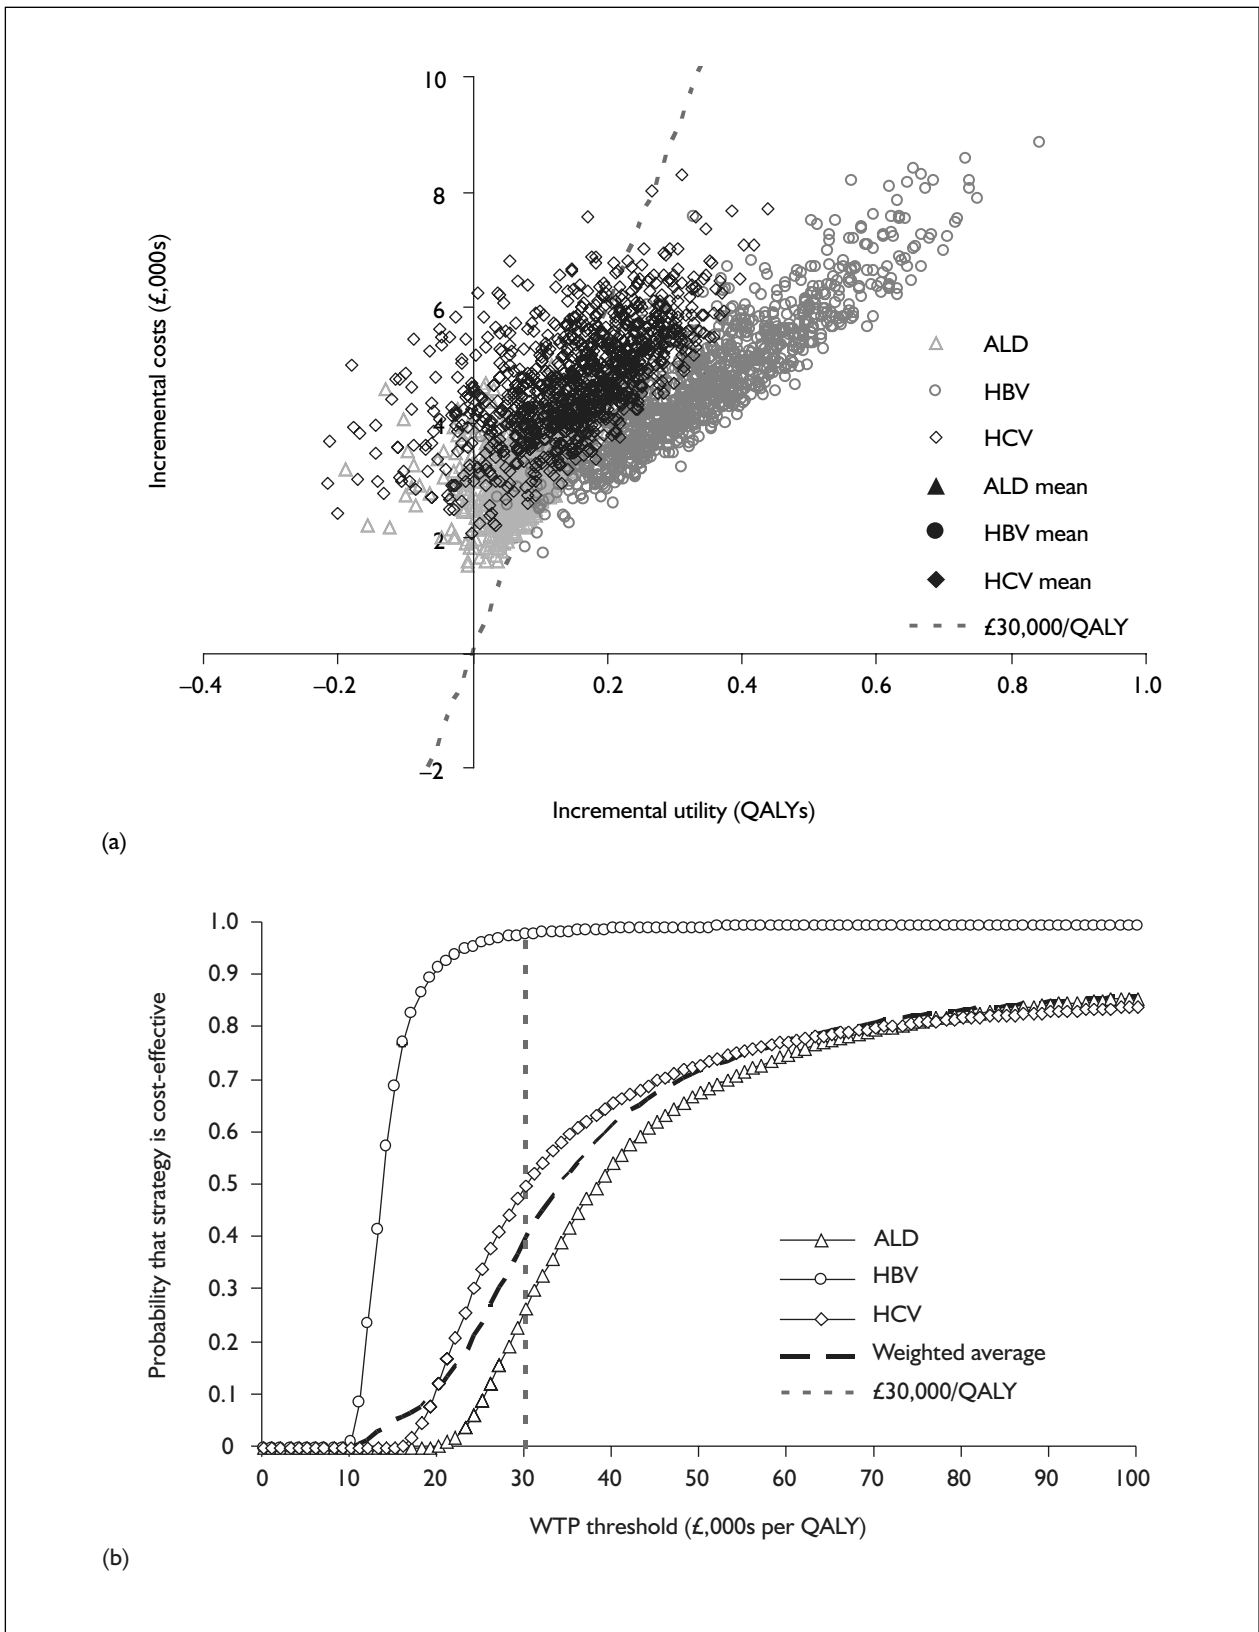 10
8
6
4
2
–2
–0.4
–0.2
0.2
0.4
0.6
0.8
1.0
Incremental costs (£,000s)
Incremental utility (QALYs)
ALD
HBV
HCV
ALD mean
HBV mean
HCV mean
£30,000/QALY
(a)
1.0
0.9
0.8
0.7
0.6
0.5
0.4
0.3
0.2
0.1
0
0
10
20
30
40
50
60
70
80
90
100
Probability that strategy is cost-effective
WTP threshold (£,000s per QALY)
ALD
HBV
HCV
Weighted average
£30,000/QALY
(b)